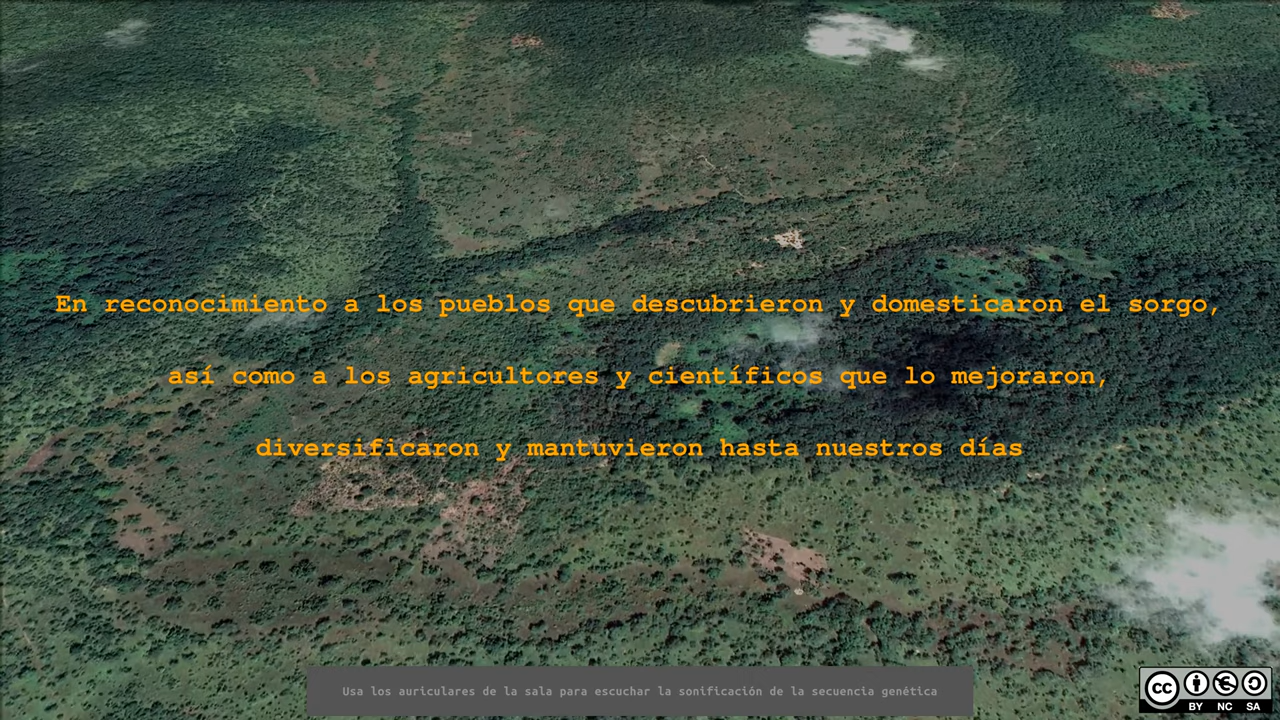 En reconocimiento a los pueblos que descubrieron y domesticaron el sorgo,
así como a los agricultores y científicos que lo mejoraron,
diversificaron y mantuvieron hasta nuestros días
Usa los auriculares de la sala para escuchar la sonificación de la secuencia genética
cc
BY NC SA